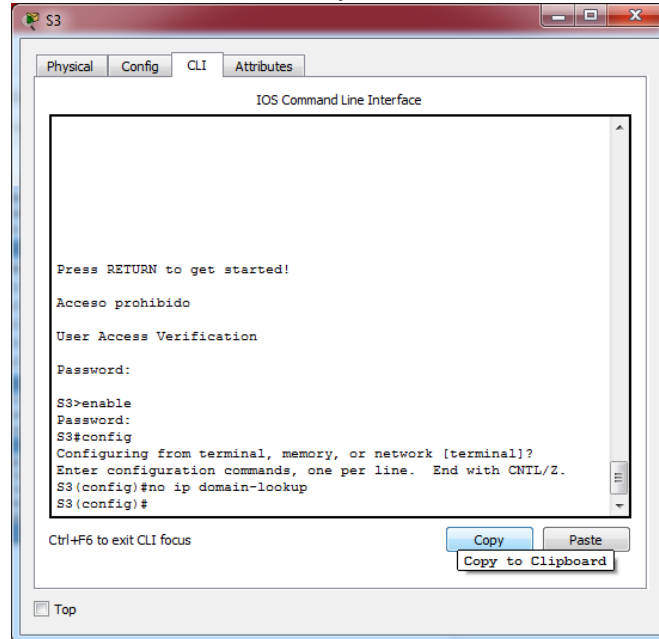 S3
Physical Config CLI Attributes
IOS Command Line Interface
Press RETURN to get started!
Acceso prohibido
User Access Verification
Password:
S3>enable
Password:
S3#config
Configuring from terminal, memory, or network [terminal]?
Enter configuration commands, one per line.  End with CNTL/Z.
S3(config)#no ip domain-lookup
S3(config)#
Ctrl+F6 to exit CLI focus
Copy Paste
Copy to Clipboard
Top